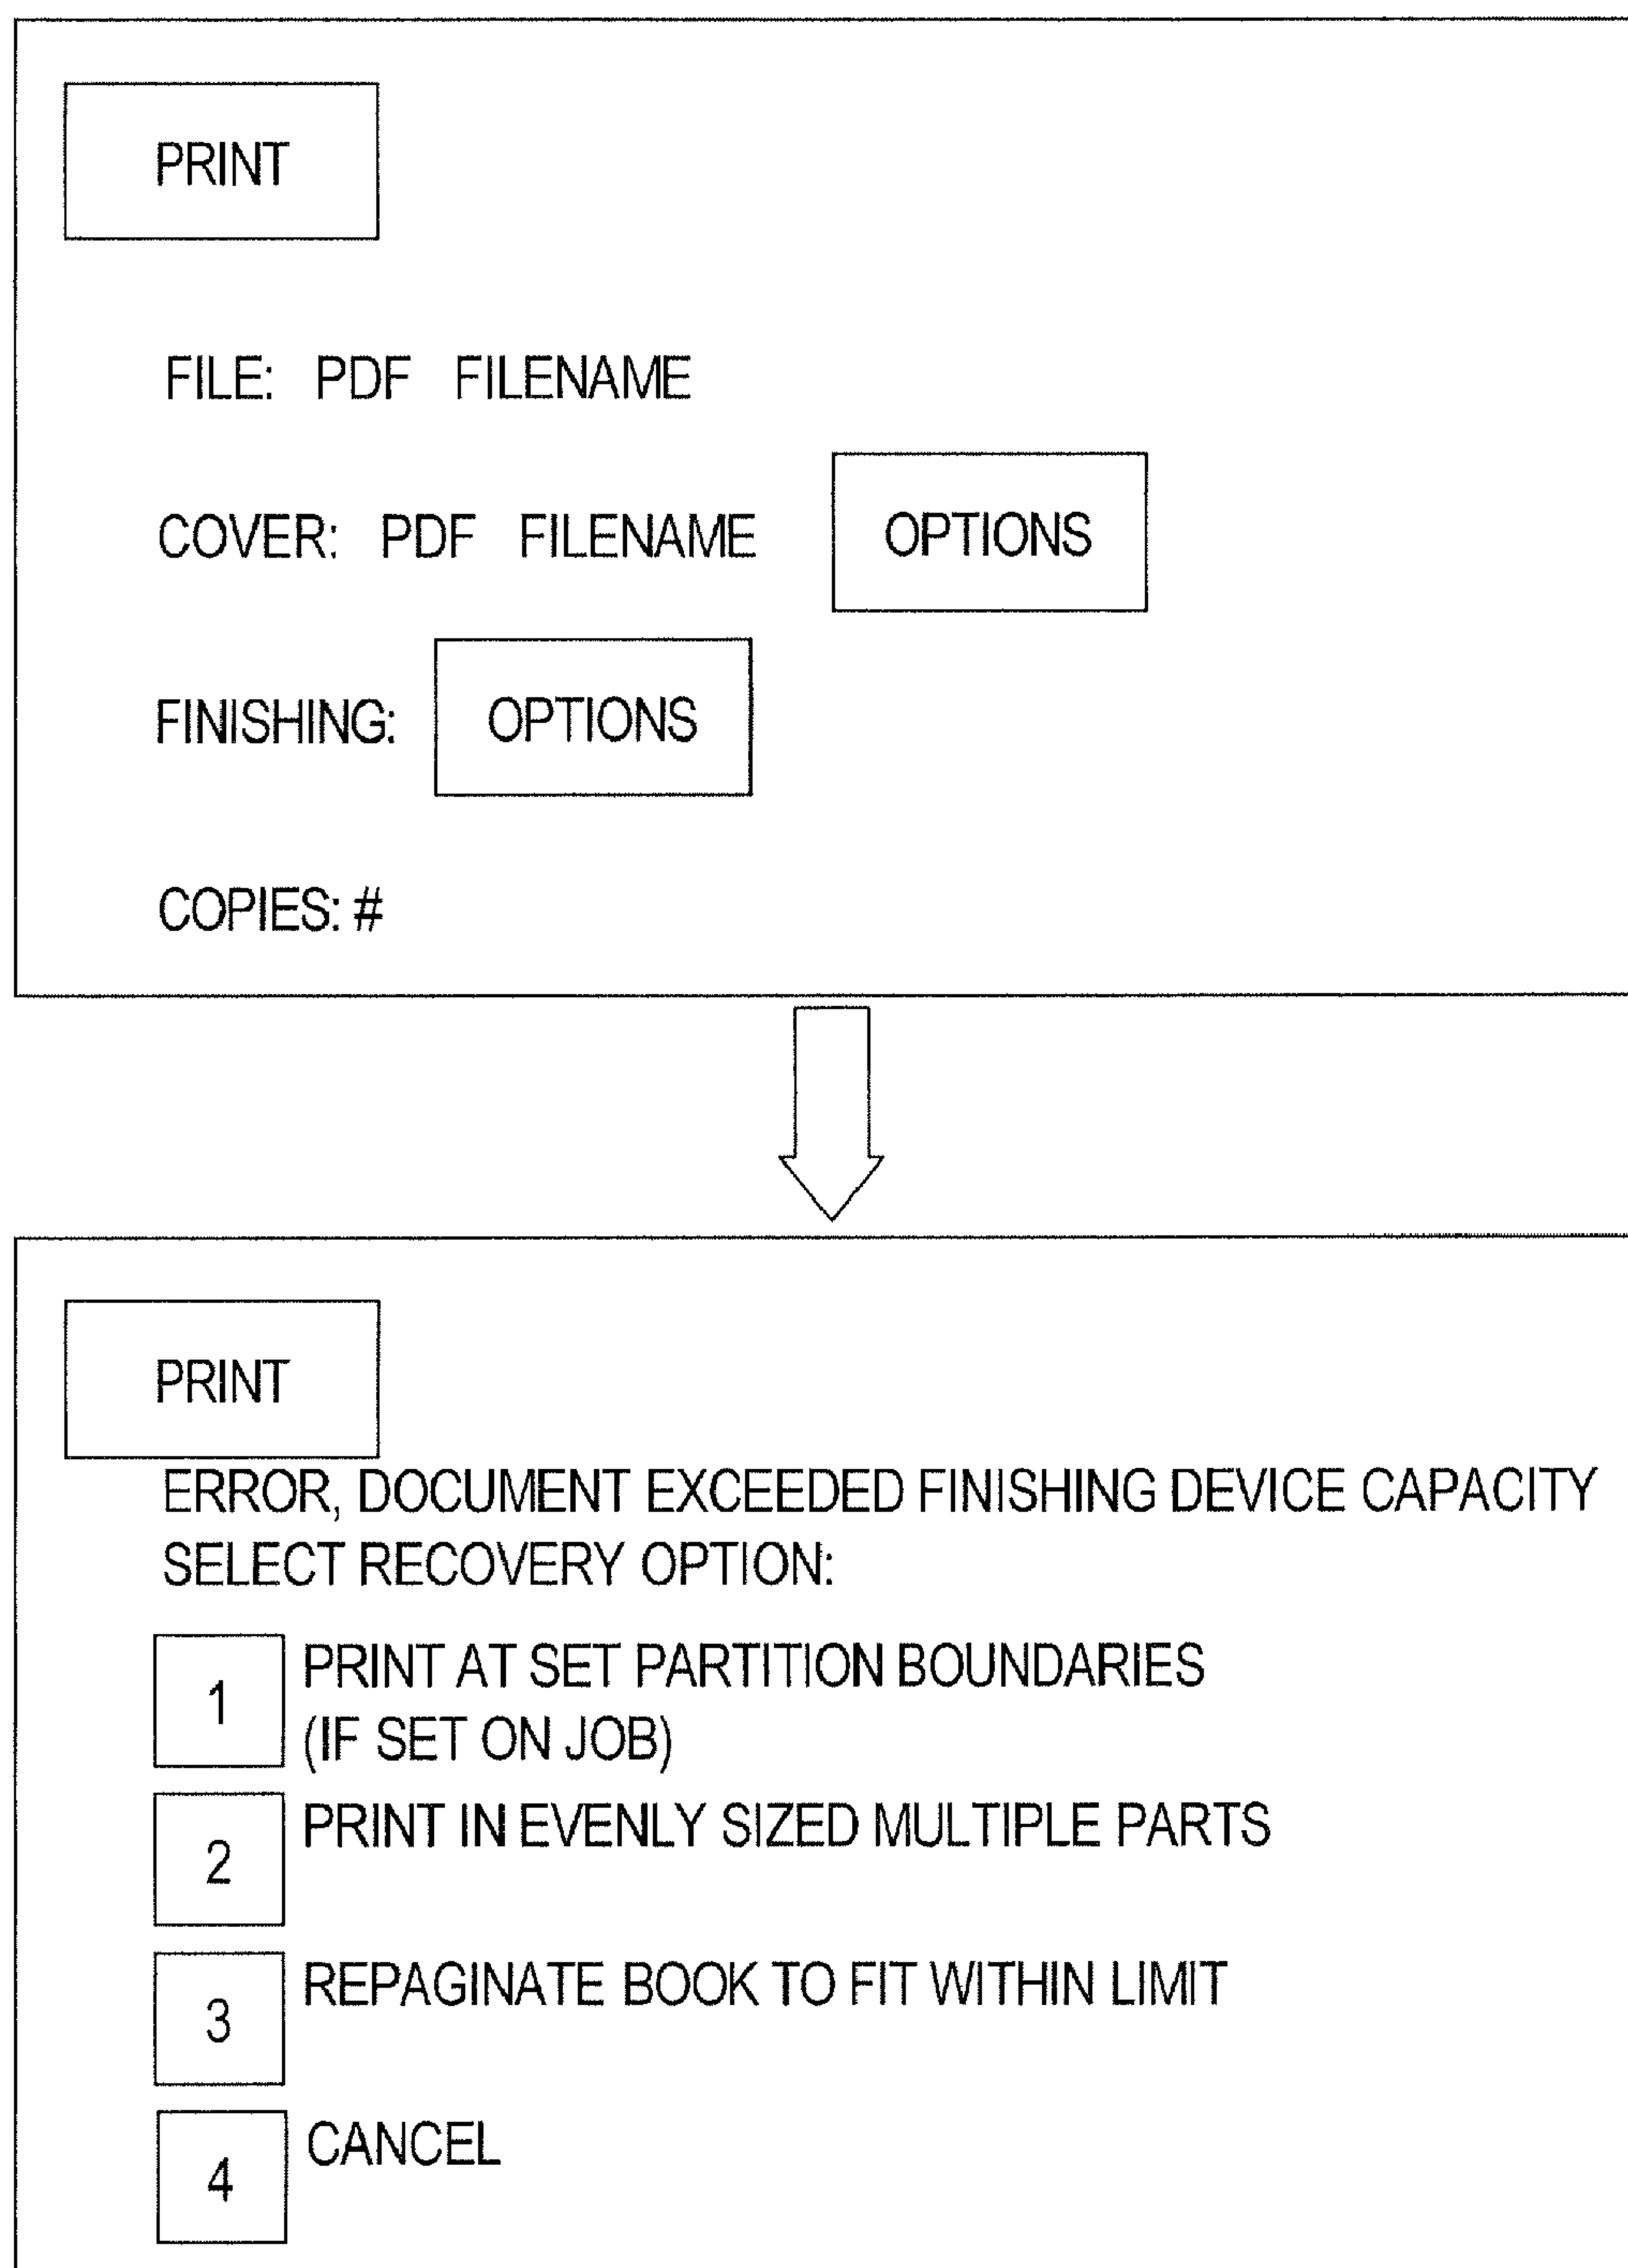 PRINT
FILE: PDF FILENAME
COVER: PDF FILENAME OPTIONS
FINISHING: OPTIONS
COPIES: #
PRINT
ERROR, DOCUMENT EXCEEDED FINISHING DEVICE CAPACITY
SELECT RECOVERY OPTION:
1 PRINT AT SET PARTITION BOUNDARIES
(IF SET ON JOB)
2 PRINT IN EVENLY SIZED MULTIPLE PARTS
3 REPAGINATE BOOK TO FIT WITHIN LIMIT
4 CANCEL